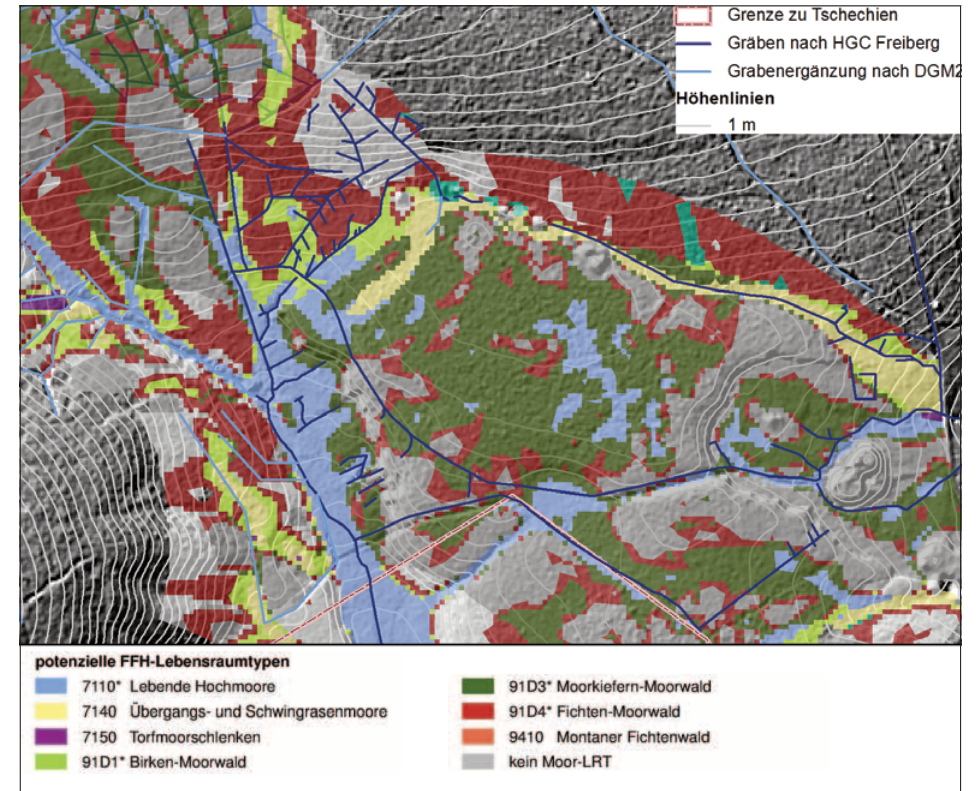 Grenze zu Tschechien
Gräben nach HGC Freiberg
Grabenergänzung nach DGM2
Höhenlinien
1 m
potenzielle FFH-Lebensraumtypen
7110* Lebende Hochmoore
7140 Übergangs- und Schwingrasenmoore
7150 Torfmoorschlenken
91D1* Birken-Moorwald
91D3* Moorkiefern-Moorwald
91D4* Fichten-Moorwald
9410 Montaner Fichtenwald
kein Moor-LRT